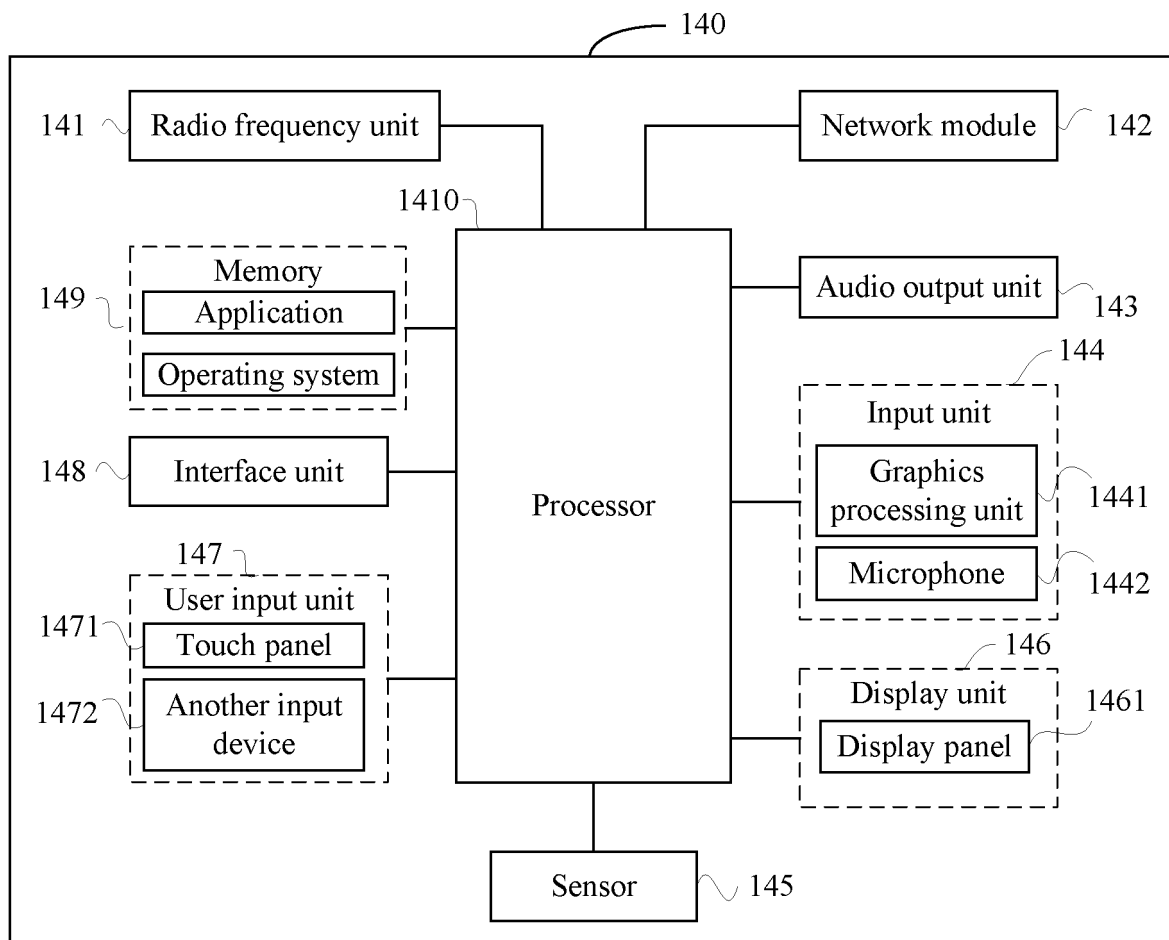 140
141
Radio frequency unit
Network module
142
1410
Memory
149
Application
Operating system
Audio output unit
143
144
Input unit
148
Interface unit
Processor
Graphics
processing unit
1441
Microphone
1442
147
User input unit
1471
Touch panel
1472
Another input
device
146
Display unit
1461
Display panel
Sensor
145